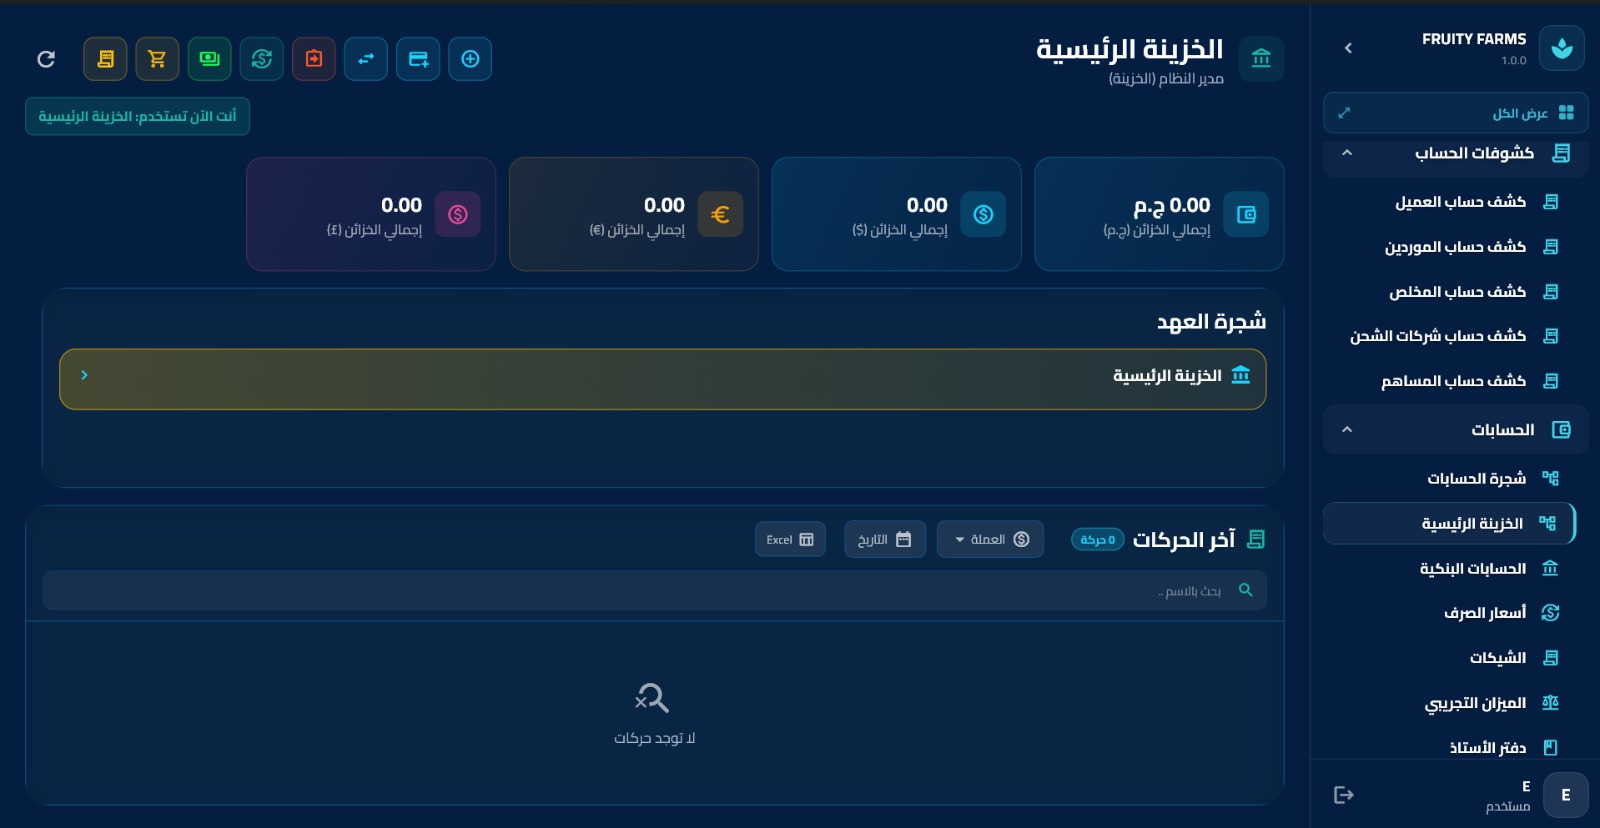 FRUITY FARMS
1.0.0
عرض الكل
كشوفات الحساب
كشف حساب العميل
كشف حساب الموردين
كشف حساب المخلص
كشف حساب شركات الشحن
كشف حساب المساهم
الحسابات
شجرة الحسابات
الخزينة الرئيسية
الحسابات البنكية
أسعار الصرف
الشيكات
الميزان التجريبي
دفتر الأستاذ
E
E
مستخدم
الخزينة الرئيسية
مدير النظام (الخزينة)
أنت الآن تستخدم: الخزينة الرئيسية
0.00 ج.م
إجمالي الخزائن (ج.م)
0.00
إجمالي الخزائن ($)
0.00
إجمالي الخزائن (€)
0.00
إجمالي الخزائن (£)
شجرة العهد
الخزينة الرئيسية
آخر الحركات
0 حركة
العملة
التاريخ
Excel
بحث بالاسم ..
لا توجد حركات